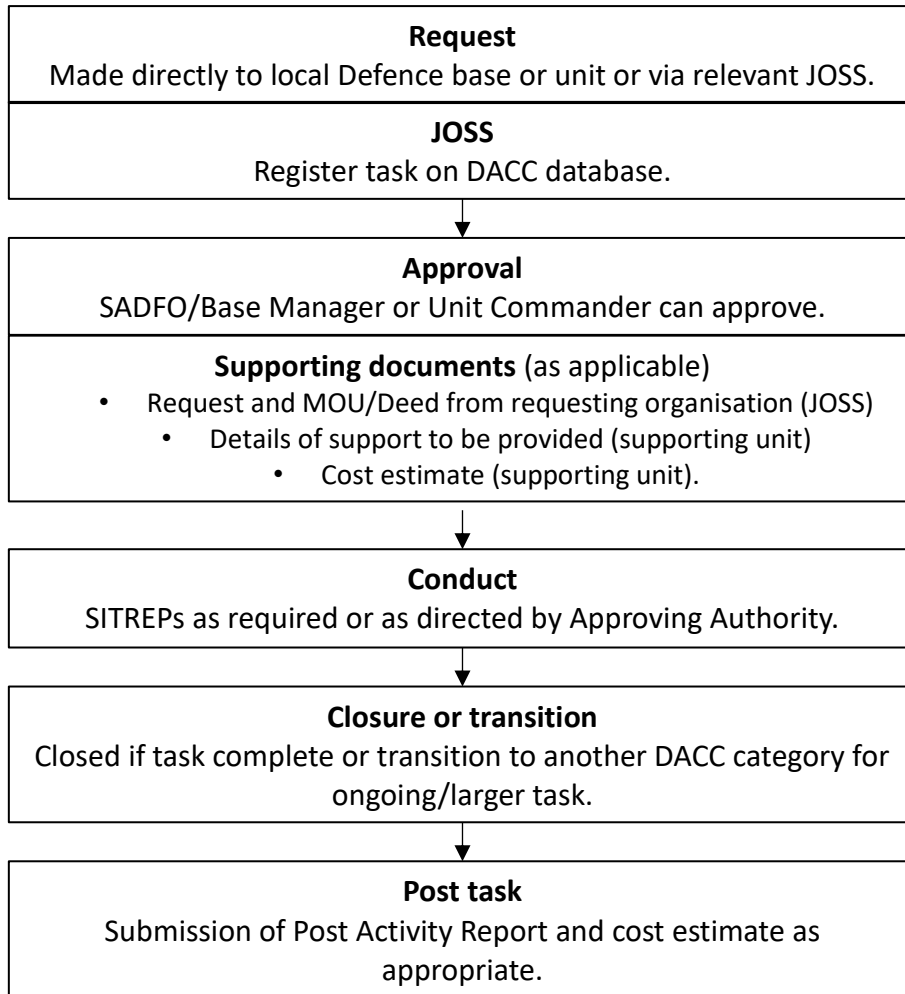 Request
Made directly to local Defence base or unit or via relevant JOSS.
JOSS
Register task on DACC database.
Approval
SADFO/Base Manager or Unit Commander can approve.
Supporting documents (as applicable)
• Request and MOU/Deed from requesting organisation (JOSS)
• Details of support to be provided (supporting unit)
• Cost estimate (supporting unit).
Conduct
SITREPs as required or as directed by Approving Authority.
Closure or transition
Closed if task complete or transition to another DACC category for
ongoing/larger task.
Post task
Submission of Post Activity Report and cost estimate as
appropriate.